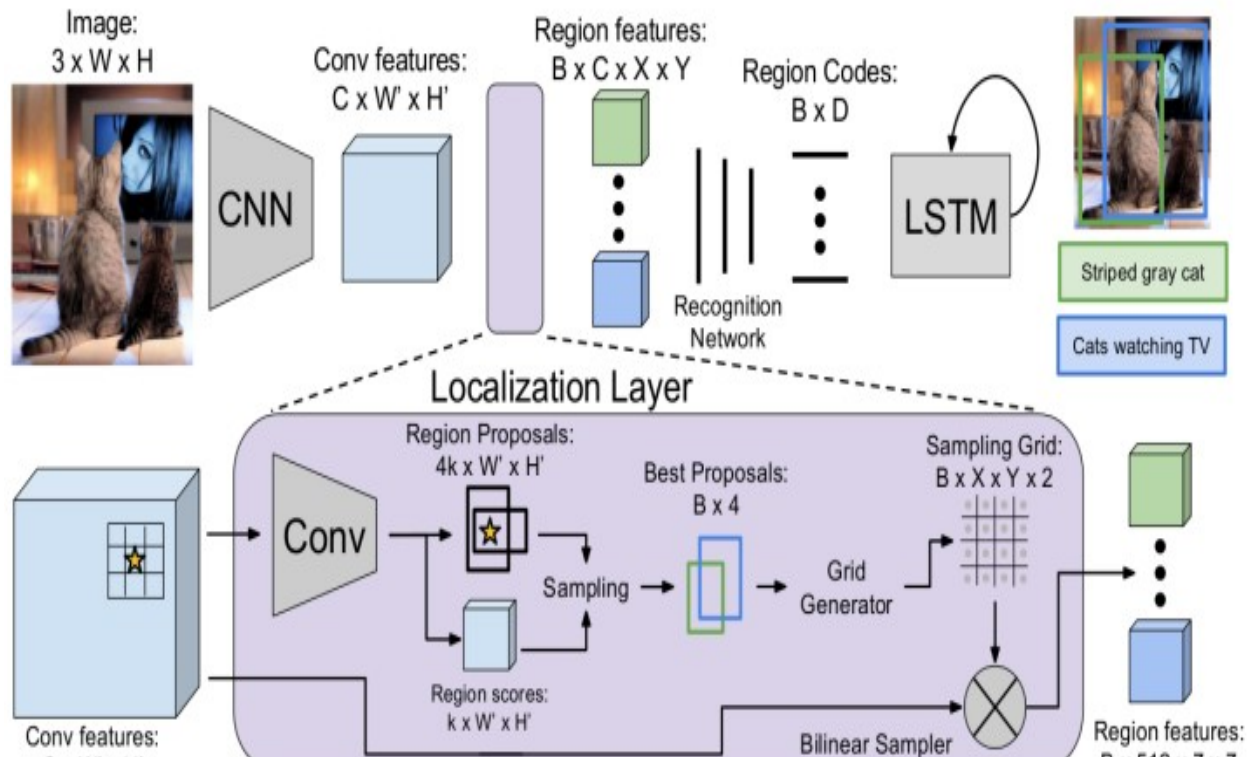 Image:
3 x W x H
Conv features:
C x W' x H'
Region features:
B x C x X x Y
Region Codes:
B x D
CNN
LSTM
Recognition
Network
Striped gray cat
Cats watching TV
Localization Layer
Region Proposals:
4k x W' x H'
Conv
Sampling
Region scores:
k x W' x H'
Best Proposals:
B x 4
Grid
Generator
Sampling Grid:
B x X x Y x 2
Bilinear Sampler
Conv features:
Region features: